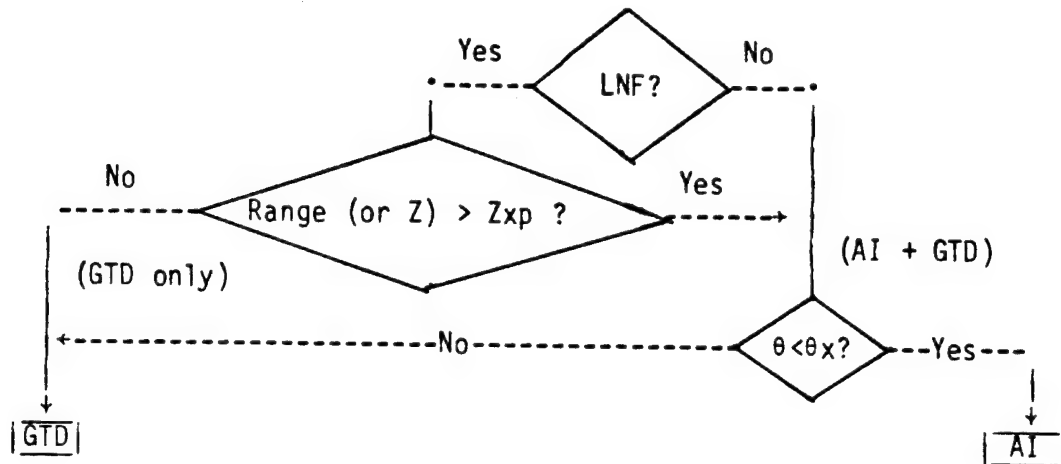 Yes No
LNF?
No Yes
Range (or Z) > Zxp ?
(GTD only) (AI + GTD)
No θ<θx? Yes
GTD AI